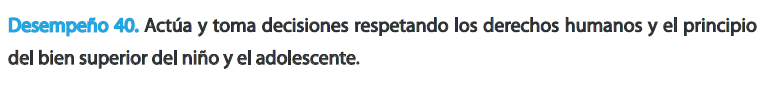 Desempeño 40. Actúa y toma decisiones respetando los derechos humanos y el principio
del bien superior del niño y el adolescente.